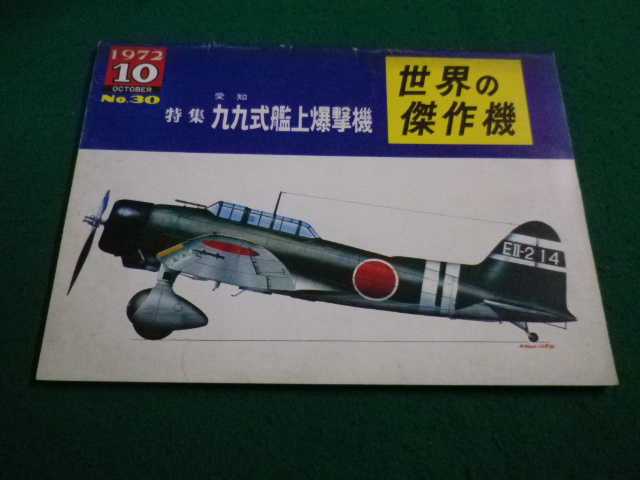 1972
10
OCTOBER
No.30
愛知
特集 九九式艦上爆撃機
世界の
傑作機
EⅡ-214